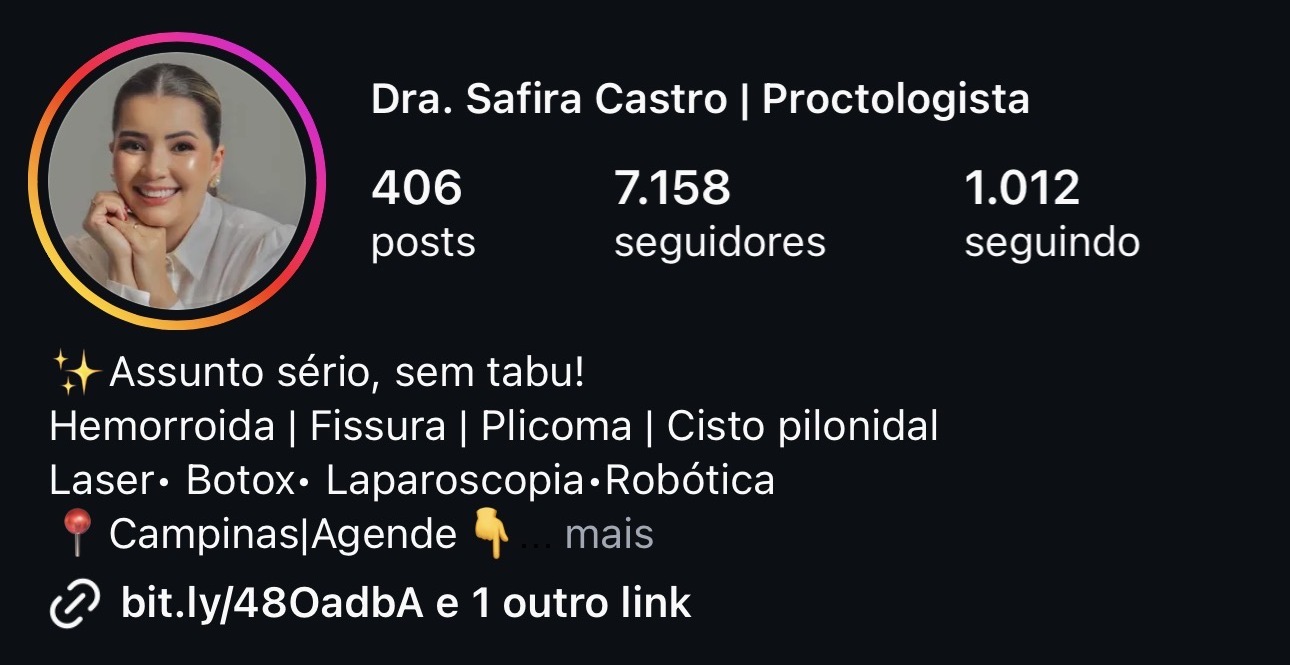 Dra. Safira Castro | Proctologista
406 7.158 1.012
posts seguidores seguindo
✨Assunto sério, sem tabu!
Hemorroida | Fissura | Plicoma | Cisto pilonidal
Laser• Botox• Laparoscopia•Robótica
📍 Campinas|Agende 👇... mais
bit.ly/48OadbA e 1 outro link